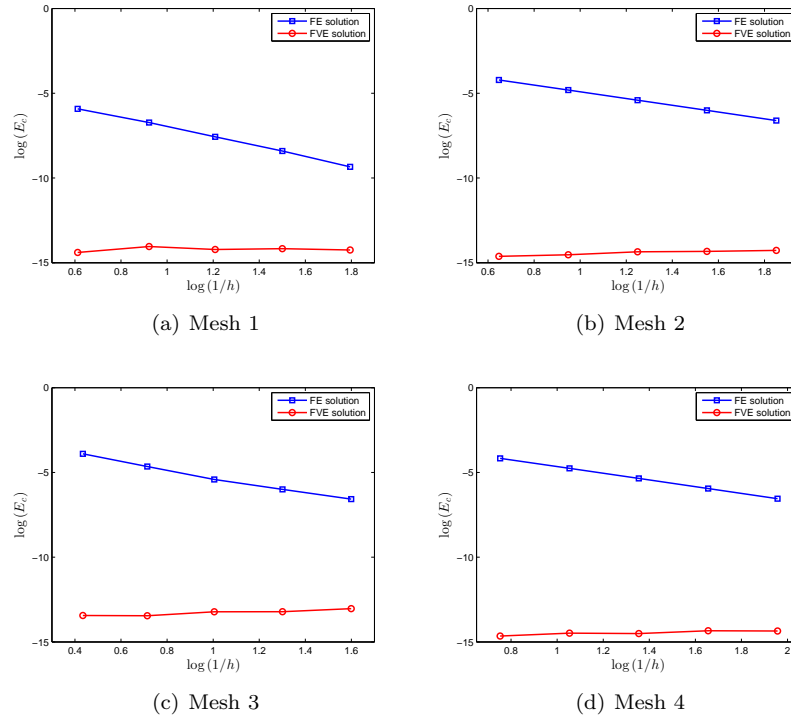 0
−5
−10
−15
log (E_c)
0.6 0.8 1 1.2 1.4 1.6 1.8
log (1/h)
FE solution
FVE solution
(a) Mesh 1
0
−5
−10
−15
log (E_c)
0.6 0.8 1 1.2 1.4 1.6 1.8
log (1/h)
FE solution
FVE solution
(b) Mesh 2
0
−5
−10
−15
log (E_c)
0.4 0.6 0.8 1 1.2 1.4 1.6
log (1/h)
FE solution
FVE solution
(c) Mesh 3
0
−5
−10
−15
log (E_c)
0.8 1 1.2 1.4 1.6 1.8 2
log (1/h)
FE solution
FVE solution
(d) Mesh 4